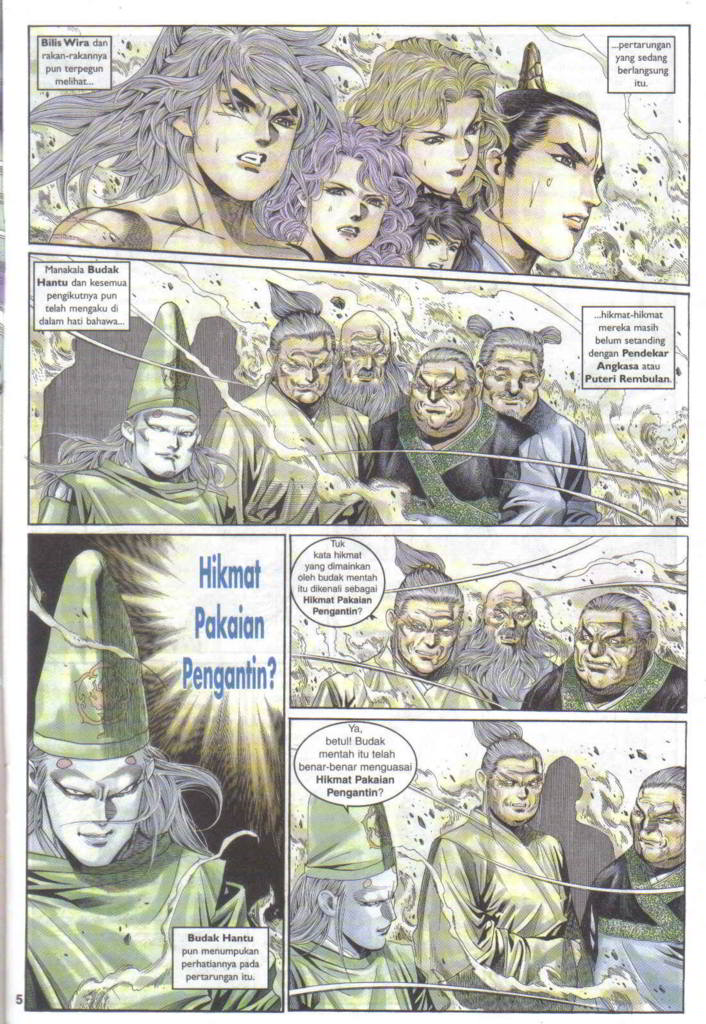 Bilis Wira dan
rakan-rakannya
pun terpegun
melihat...
...pertarungan
yang sedang
berlangsung
itu.
Manakala Budak
Hantu dan kesemua
pengikutnya pun
telah mengaku di
dalam hati bahawa...
...hikmat-hikmat
mereka masih
belum setanding
dengan Pendekar
Angkasa atau
Puteri Rembulan.
Hikmat
Pakaian
Pengantin?
Budak Hantu
pun menumpukan
perhatiannya pada
pertarungan itu.
Tuk
kata hikmat
yang dimainkan
oleh budak mentah
itu dikenali sebagai
Hikmat Pakaian
Pengantin?
Ya,
betul! Budak
mentah itu telah
benar-benar menguasai
Hikmat Pakaian
Pengantin?
5